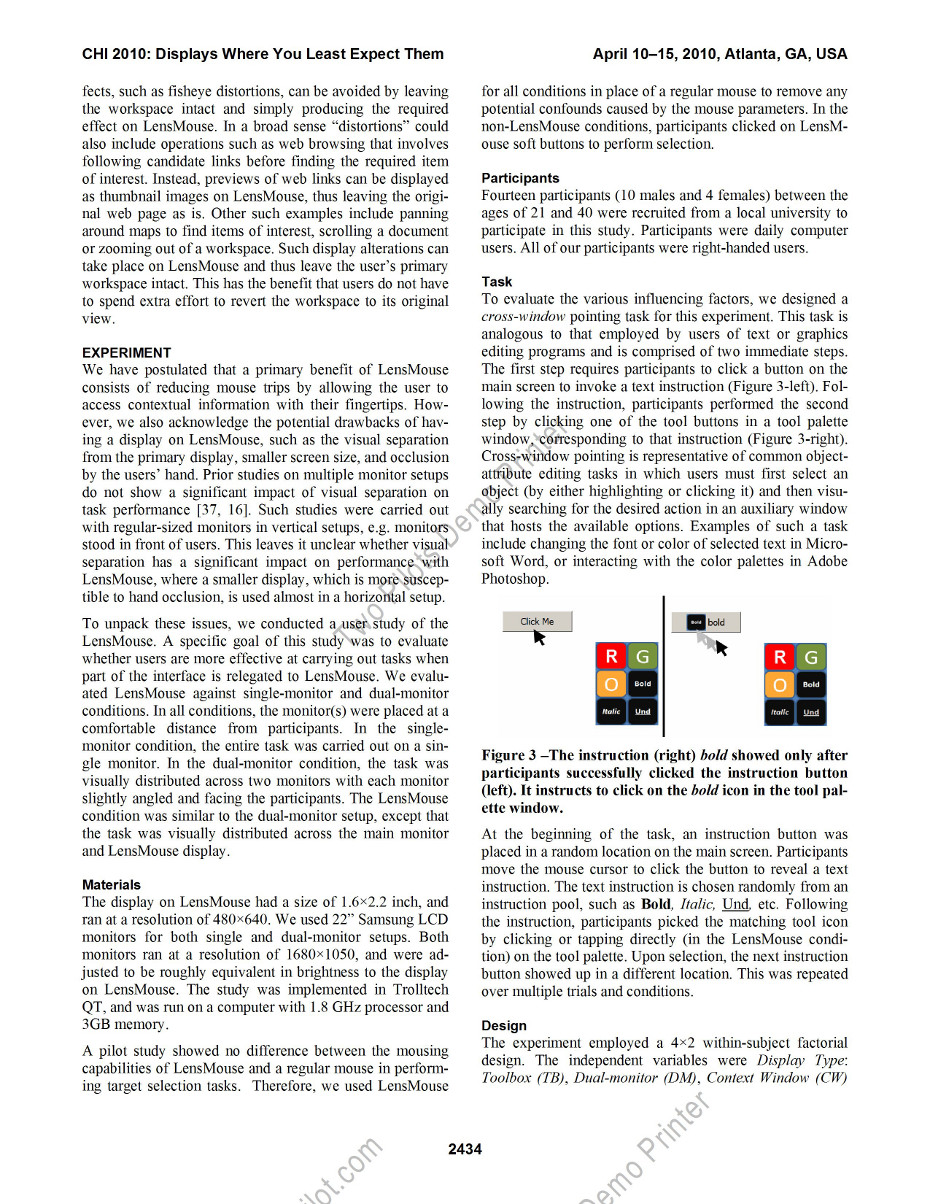 CHI 2010: Displays Where You Least Expect Them
April 10–15, 2010, Atlanta, GA, USA
fects, such as fisheye distortions, can be avoided by leaving
the workspace intact and simply producing the required
effect on LensMouse. In a broad sense “distortions” could
also include operations such as web browsing that involves
following candidate links before finding the required item
of interest. Instead, previews of web links can be displayed
as thumbnail images on LensMouse, thus leaving the origi-
nal web page as is. Other such examples include panning
around maps to find items of interest, scrolling a document
or zooming out of a workspace. Such display alterations can
take place on LensMouse and thus leave the user’s primary
workspace intact. This has the benefit that users do not have
to spend extra effort to revert the workspace to its original
view.
EXPERIMENT
We have postulated that a primary benefit of LensMouse
consists of reducing mouse trips by allowing the user to
access contextual information with their fingertips. How-
ever, we also acknowledge the potential drawbacks of hav-
ing a display on LensMouse, such as the visual separation
from the primary display, smaller screen size, and occlusion
by the users’ hand. Prior studies on multiple monitor setups
do not show a significant impact of visual separation on
task performance [37, 16]. Such studies were carried out
with regular-sized monitors in vertical setups, e.g. monitors
stood in front of users. This leaves it unclear whether visual
separation has a significant impact on performance with
LensMouse, where a smaller display, which is more suscep-
tible to hand occlusion, is used almost in a horizontal setup.
To unpack these issues, we conducted a user study of the
LensMouse. A specific goal of this study was to evaluate
whether users are more effective at carrying out tasks when
part of the interface is relegated to LensMouse. We evalu-
ated LensMouse against single-monitor and dual-monitor
conditions. In all conditions, the monitor(s) were placed at a
comfortable distance from participants. In the single-
monitor condition, the entire task was carried out on a sin-
gle monitor. In the dual-monitor condition, the task was
visually distributed across two monitors with each monitor
slightly angled and facing the participants. The LensMouse
condition was similar to the dual-monitor setup, except that
the task was visually distributed across the main monitor
and LensMouse display.
Materials
The display on LensMouse had a size of 1.6×2.2 inch, and
ran at a resolution of 480×640. We used 22” Samsung LCD
monitors for both single and dual-monitor setups. Both
monitors ran at a resolution of 1680×1050, and were ad-
justed to be roughly equivalent in brightness to the display
on LensMouse. The study was implemented in Trolltech
QT, and was run on a computer with 1.8 GHz processor and
3GB memory.
A pilot study showed no difference between the mousing
capabilities of LensMouse and a regular mouse in perform-
ing target selection tasks. Therefore, we used LensMouse
for all conditions in place of a regular mouse to remove any
potential confounds caused by the mouse parameters. In the
non-LensMouse conditions, participants clicked on LensM-
ouse soft buttons to perform selection.
Participants
Fourteen participants (10 males and 4 females) between the
ages of 21 and 40 were recruited from a local university to
participate in this study. Participants were daily computer
users. All of our participants were right-handed users.
Task
To evaluate the various influencing factors, we designed a
cross-window pointing task for this experiment. This task is
analogous to that employed by users of text or graphics
editing programs and is comprised of two immediate steps.
The first step requires participants to click a button on the
main screen to invoke a text instruction (Figure 3-left). Fol-
lowing the instruction, participants performed the second
step by clicking one of the tool buttons in a tool palette
window, corresponding to that instruction (Figure 3-right).
Cross-window pointing is representative of common object-
attribute editing tasks in which users must first select an
object (by either highlighting or clicking it) and then visu-
ally searching for the desired action in an auxiliary window
that hosts the available options. Examples of such a task
include changing the font or color of selected text in Micro-
soft Word, or interacting with the color palettes in Adobe
Photoshop.
Click Me
R G
O Bold
Italic Und
Bold bold
R G
O Bold
Italic Und
Figure 3 –The instruction (right) bold showed only after
participants successfully clicked the instruction button
(left). It instructs to click on the bold icon in the tool pal-
ette window.
At the beginning of the task, an instruction button was
placed in a random location on the main screen. Participants
move the mouse cursor to click the button to reveal a text
instruction. The text instruction is chosen randomly from an
instruction pool, such as Bold, Italic, Und, etc. Following
the instruction, participants picked the matching tool icon
by clicking or tapping directly (in the LensMouse condi-
tion) on the tool palette. Upon selection, the next instruction
button showed up in a different location. This was repeated
over multiple trials and conditions.
Design
The experiment employed a 4×2 within-subject factorial
design. The independent variables were Display Type:
Toolbox (TB), Dual-monitor (DM), Context Window (CW)
2434
Two Pilots Demo Printer
lot.com
emo Printer